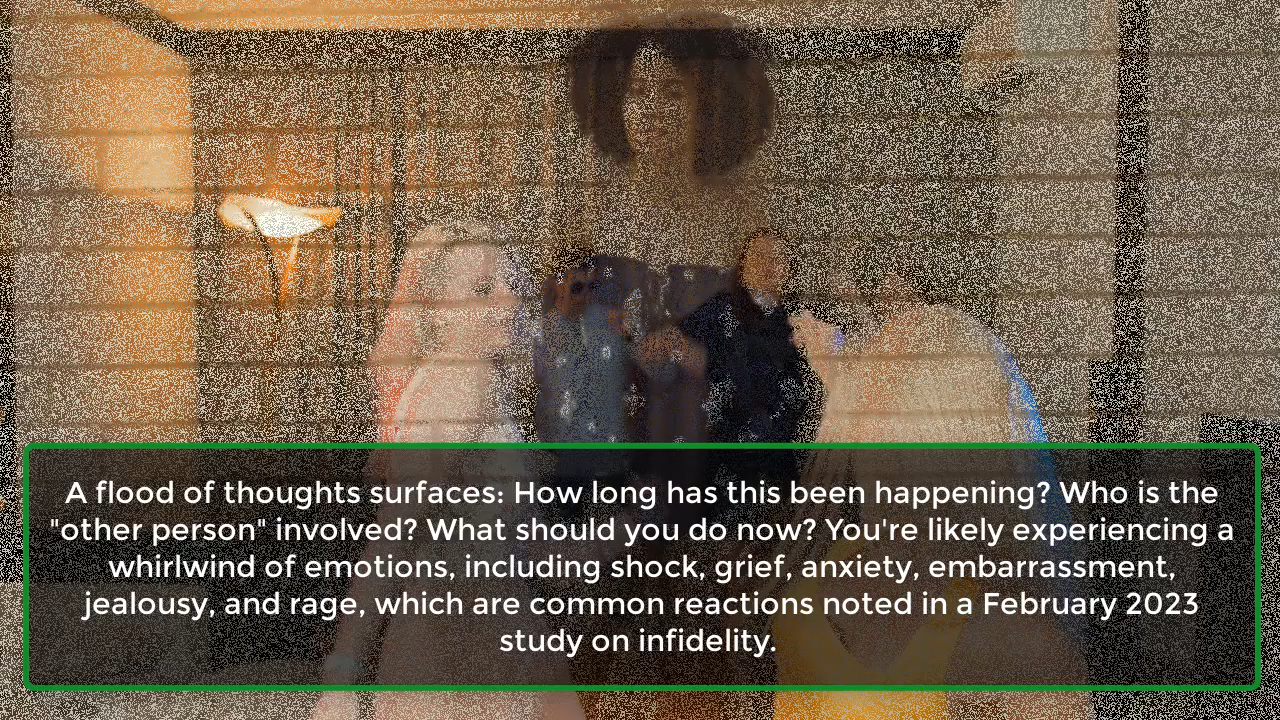 A flood of thoughts surfaces: How long has this been happening? Who is the
"other person" involved? What should you do now? You're likely experiencing a
whirlwind of emotions, including shock, grief, anxiety, embarrassment,
jealousy, and rage, which are common reactions noted in a February 2023
study on infidelity.